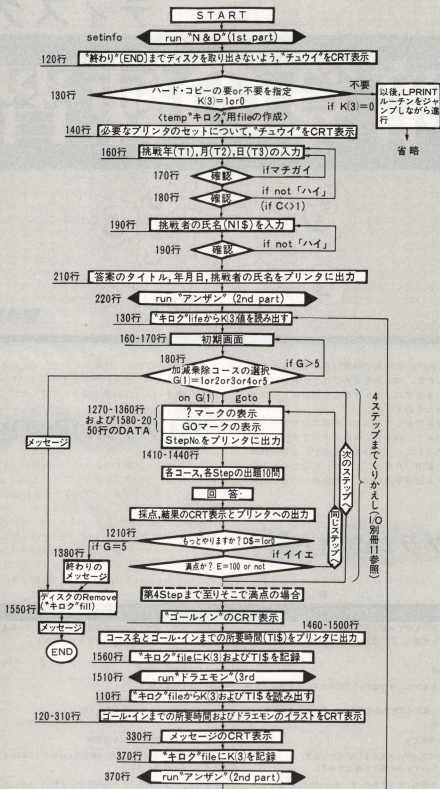 START
setinfo
run "N & D"(1st part)
120行
"終わり"(END)までディスクを取り出さないよう、"チュウイ"をCRT表示
130行
ハード・コピーの要or不要を指定
K(3)=1or0
不要
if K(3)=0
以後,LPRINT
ルーチンをジャ
ンプしながら進
行
省略
<temp"キロク"用fileの作成>
140行
必要なプリンタのセットについて,"チュウイ"をCRT表示
160行
挑戦年(T1),月(T2),日(T3)の入力
170行
確認
ifマチガイ
180行
確認
if not「ハイ」
(if C<>1)
190行
挑戦者の氏名(N1$)を入力
190行
確認
if not「ハイ」
210行
答案のタイトル,年月日,挑戦者の氏名をプリンタに出力
220行
run "アンザン" (2nd part)
130行
"キロク"lifeからK(3)値を読み出す
160-170行
初期画面
180行
加減乗除コースの選択
G(1)=1or2or3or4or5
if G>5
on G(1)
goto
1270-1360行
および1580-20
50行のDATA
?マークの表示
GOマークの表示
StepNo.をプリンタに出力
1410-1440行
メッセージ
各コース,各Stepの出題10問
回答
採点,結果のCRT表示とプリンタへの出力
1210行
もっとやりますか? D$=1or0
if G=5
1380行
終わりの
メッセージ
満点か? E=100 or not
if イイエ
同じステップへ
次のステップへ
4ステップまでくりかえし(I/O別冊11参照)
1550行
ディスクのRemove
("キロク"fill)
メッセージ
END
第4Stepまで至りそこで満点の場合
"ゴールイン"のCRT表示
1460-1500行
コース名とゴール・インまでの所要時間(TI$)をプリンタに出力
1560行
"キロク"fileにK(3)およびTI$を記録
1510行
run"ドラエモン"(3rd
110行
"キロク"fileからK(3)およびTI$を読み出す
120-310行
ゴール・インまでの所要時間およびドラエモンのイラストをCRT表示
330行
メッセージのCRT表示
370行
"キロク"fileにK(3)を記録
370行
run"アンザン"(2nd part)